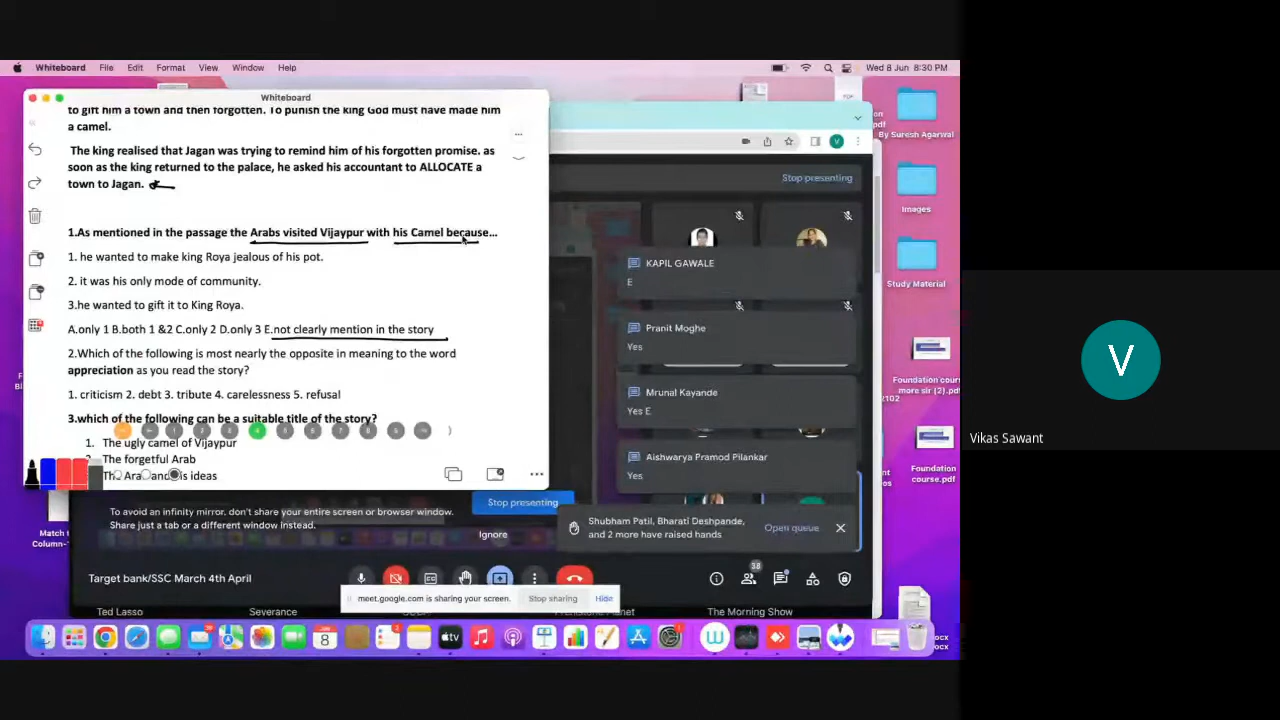 Whiteboard File Edit Format View Window Help
Wed 8 Jun 8:30 PM
Whiteboard
to gift him a town and then forgotten. To punish the king God must have made him
a camel.
The king realised that Jagan was trying to remind him of his forgotten promise. as
soon as the king returned to the palace, he asked his accountant to ALLOCATE a
town to Jagan.
1.As mentioned in the passage the Arabs visited Vijaypur with his Camel because...
1. he wanted to make king Roya jealous of his pot.
2. it was his only mode of community.
3.he wanted to gift it to King Roya.
A.only 1 B.both 1 &2 C.only 2 D.only 3 E.not clearly mention in the story
2.Which of the following is most nearly the opposite in meaning to the word
appreciation as you read the story?
1. criticism 2. debt 3. tribute 4. carelessness 5. refusal
3.which of the following can be a suitable title of the story?
1. The ugly camel of Vijaypur
The forgetful Arab
is ideas
Stop presenting
KAPIL GAWALE
E
Pranit Moghe
Yes
Mrunal Kayande
Yes E
Aishwarya Pramod Pilankar
Yes
Shubham Patil, Bharati Deshpande,
and 2 more have raised hands
Open queue
To avoid an infinity mirror, don't share your entire screen or browser window.
Share just a tab or a different window instead.
Stop presenting
Ignore
Target bank/SSC March 4th April
38
meet.google.com is sharing your screen.
Stop sharing
Hide
Ted Lasso
Severance
The Morning Show
By Suresh Agarwal
Images
Study Material
Foundation cour
more sir (2).pdf
Foundation
course.pdf
Match t
Column-
V
Vikas Sawant